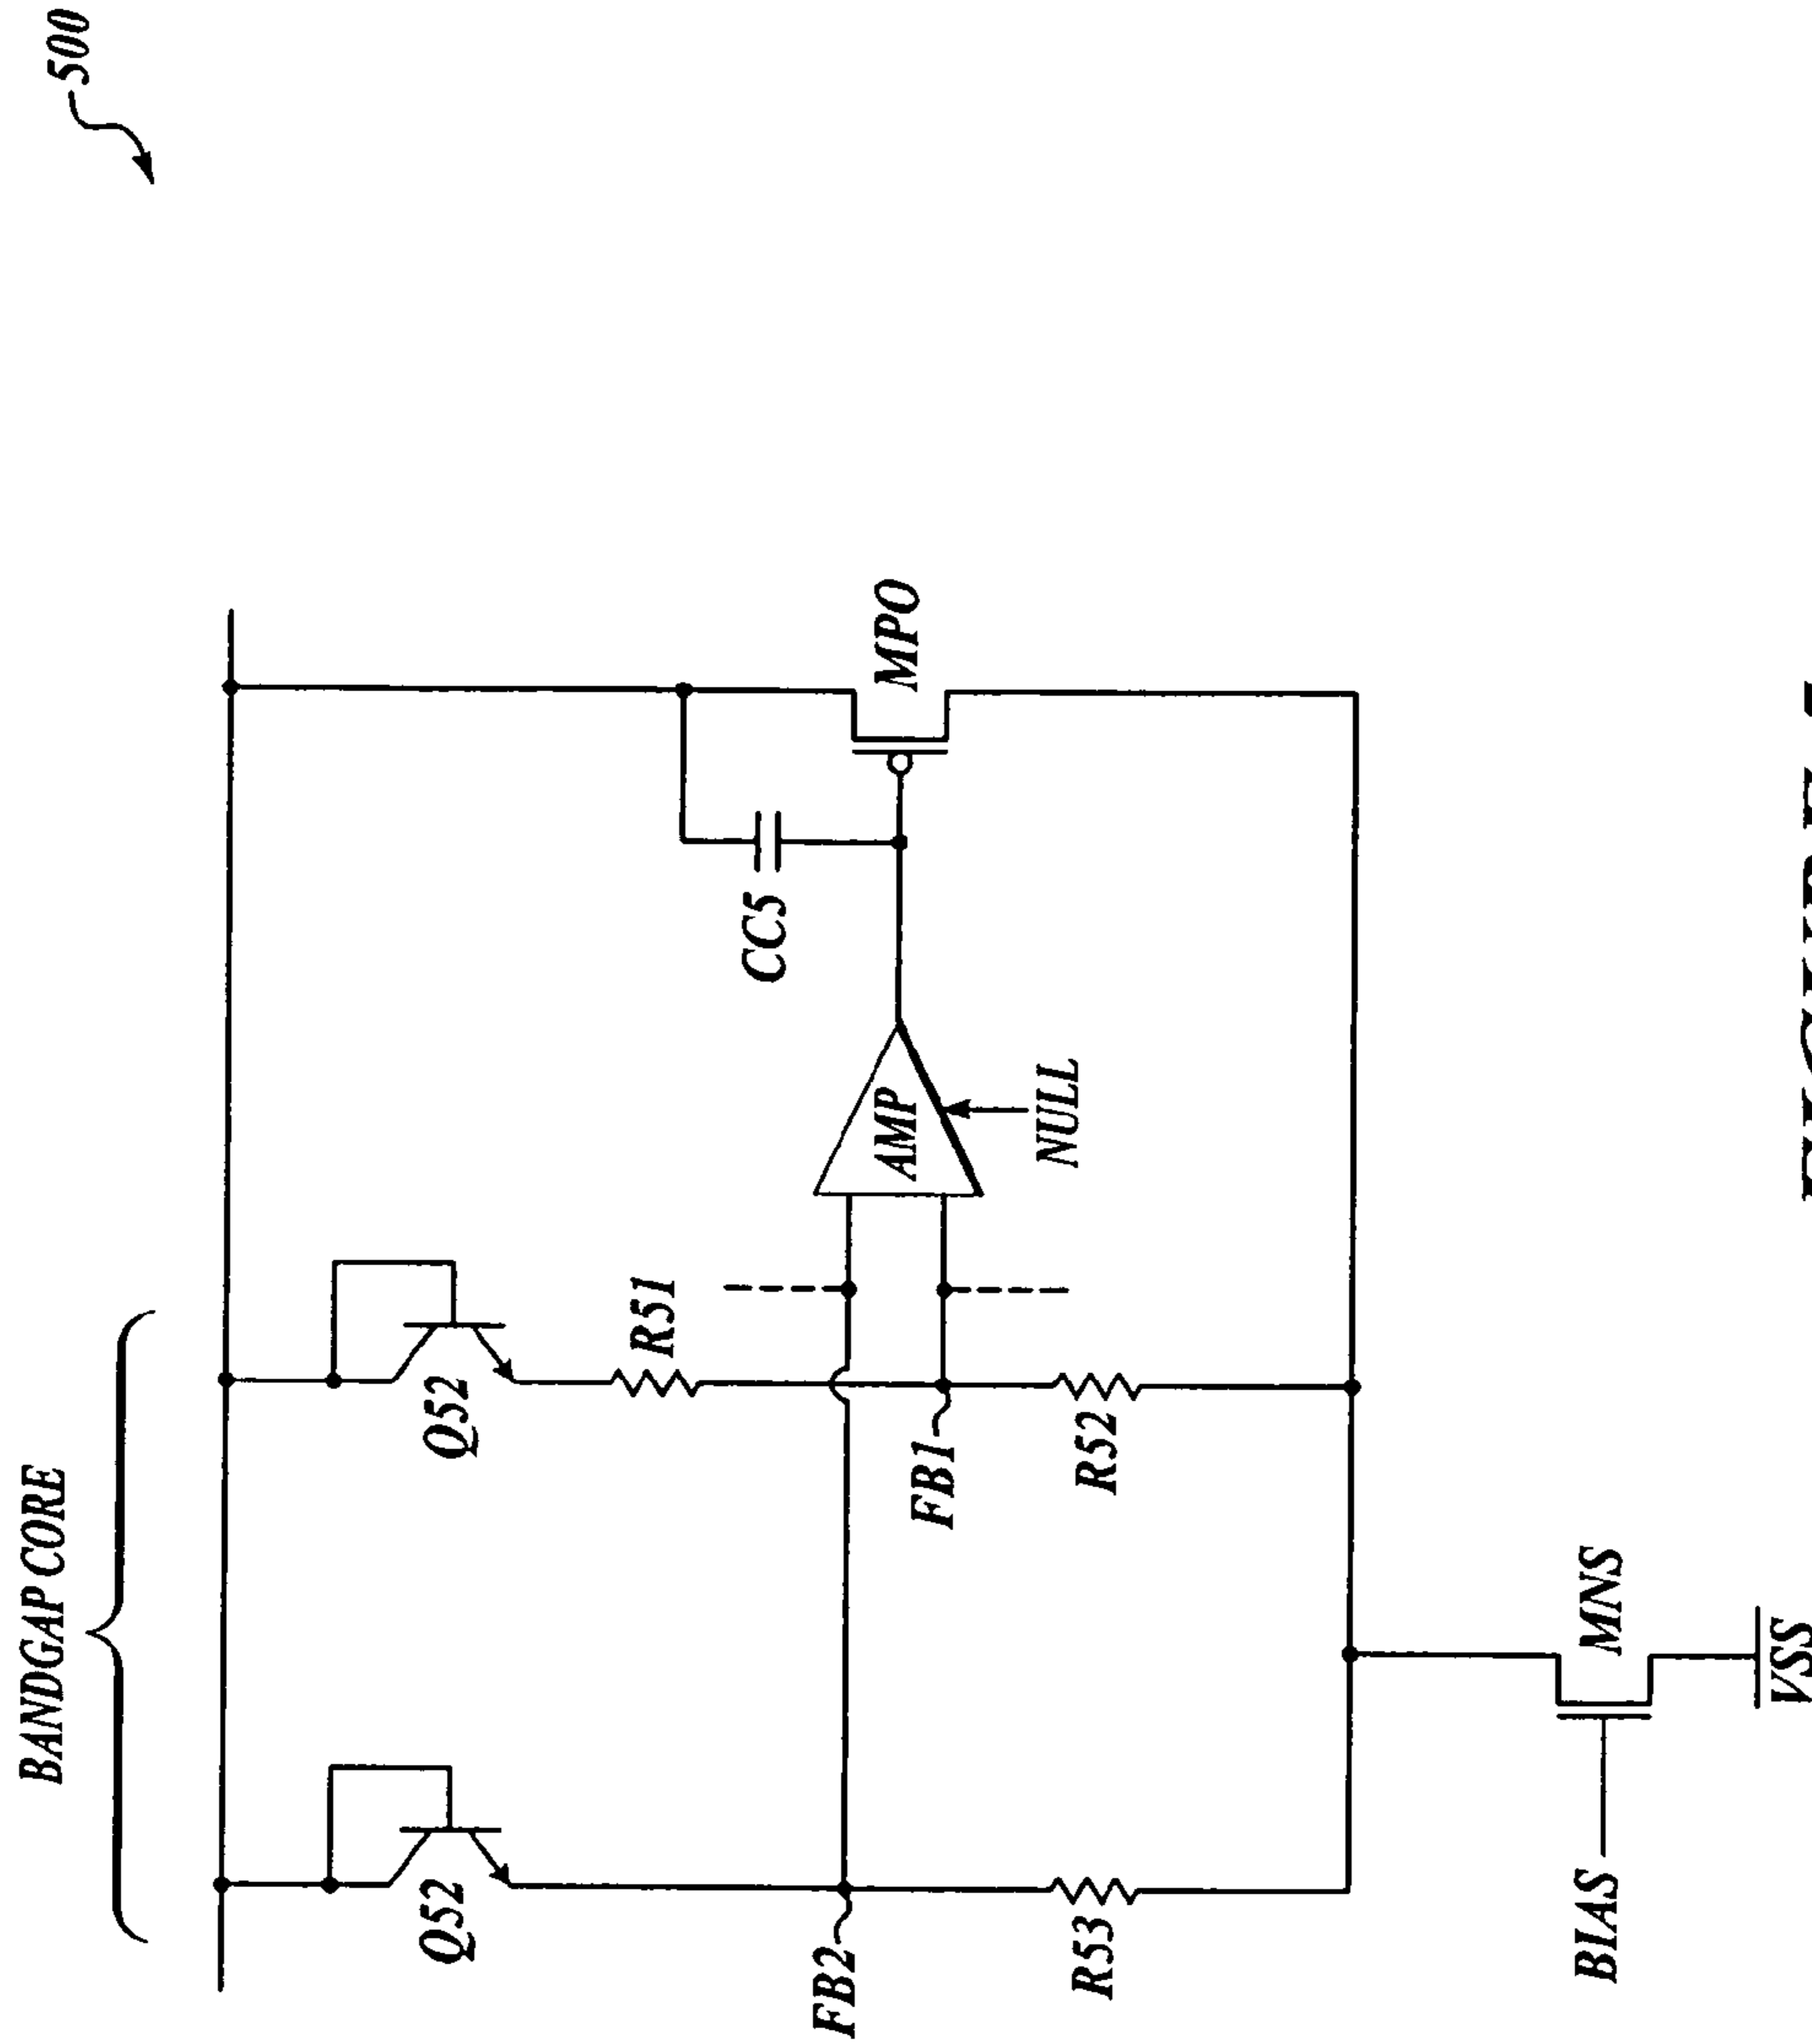 500
BANDGAP CORE
Q52
Q52
R51
CC5
MPO
AMP
NULL
FB2
FB1
R53
R52
BIAS
MNS
VSS